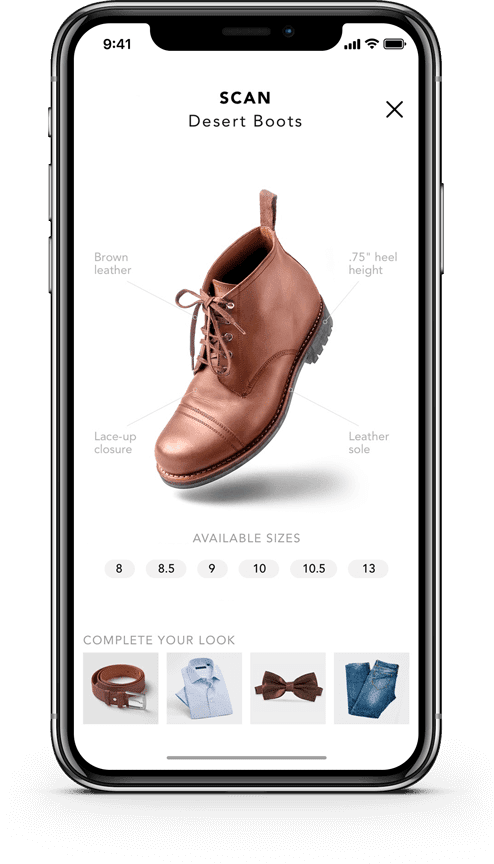 9:41
SCAN
Desert Boots
Brown
leather
.75" heel
height
Lace-up
closure
Leather
sole
AVAILABLE SIZES
8 8.5 9 10 10.5 13
COMPLETE YOUR LOOK